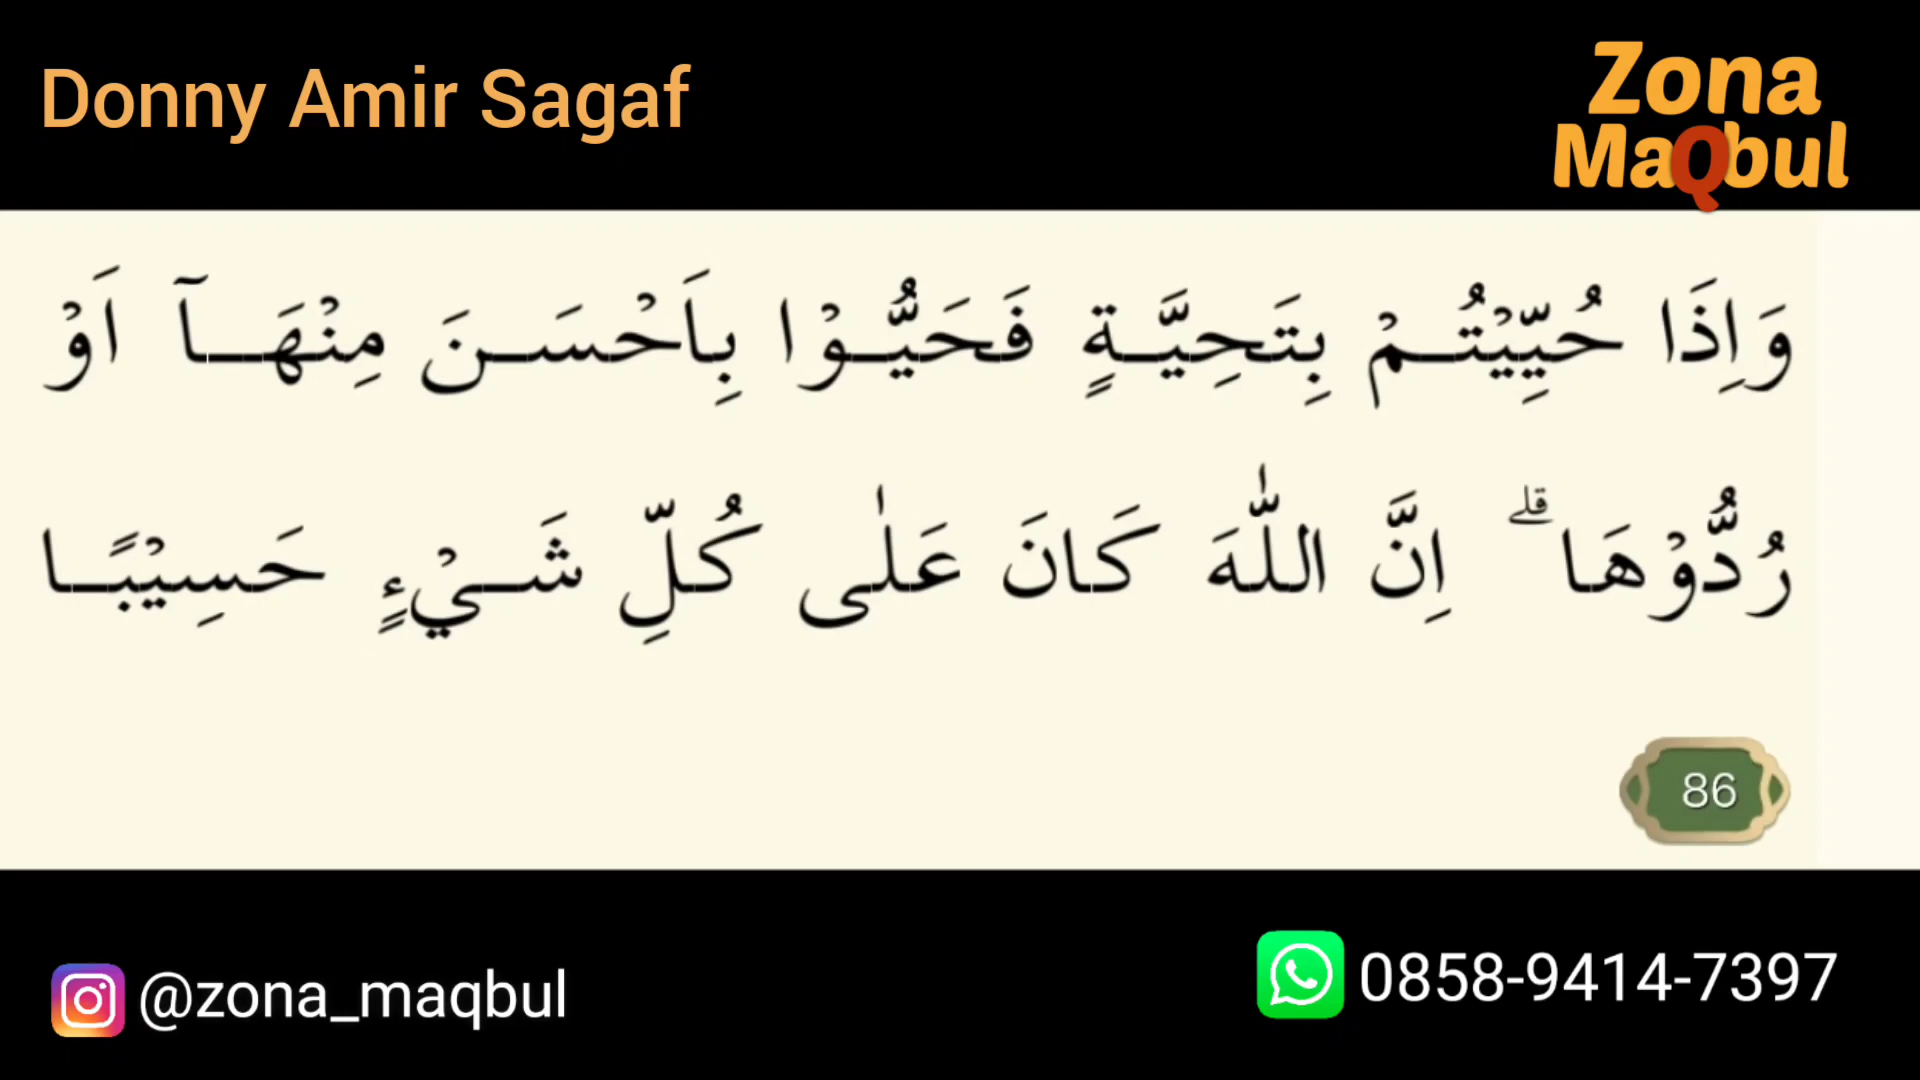 Donny Amir Sagaf
Zona
MaQbul
وَاِذَا حُيِّيْتُمْ بِتَحِيَّةٍ فَحَيُّوْا بِاَحْسَنَ مِنْهَآ اَوْ
رُدُّوْهَا ۗ اِنَّ اللّٰهَ كَانَ عَلٰى كُلِّ شَيْءٍ حَسِيْبًا
86
@zona_maqbul
0858-9414-7397